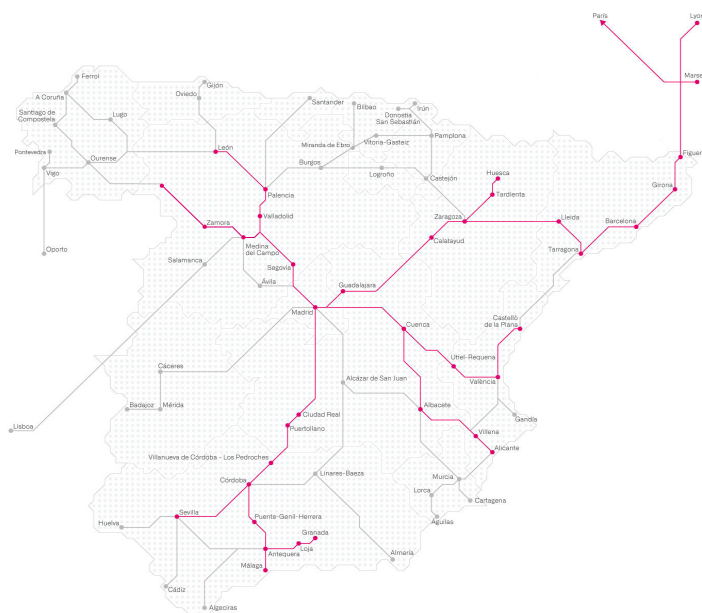 París
Lyon
Marse
Ferrol
Gijón
A Coruña
Oviedo
Santander
Bilbao
Irún
Donostia
San Sebastián
Lugo
Santiago de
Compostela
Pamplona
Vitoria-Gasteiz
Miranda de Ebro
León
Pontevedra
Ourense
Figuer
Burgos
Logroño
Castejón
Huesca
Vigo
Girona
Palencia
Tardienta
Valladolid
Zaragoza
Lleida
Barcelona
Zamora
Calatayud
Medina
del Campo
Tarragona
Oporto
Salamanca
Segovia
Ávila
Guadalajara
Madrid
Castelló
de la Plana
Cuenca
Utrel-Requena
Cáceres
València
Alcázar de San Juan
Badajoz
Mérida
Albacete
Ciudad Real
Gandía
Lisboa
Puertollano
Villena
Alicante
Villanueva de Córdoba - Los Pedroches
Linares-Baeza
Murcia
Córdoba
Lorca
Cartagena
Sevilla
Puente-Genil-Herrera
Huelva
Águilas
Granada
Loja
Antequera
Almería
Málaga
Cádiz
Algeciras